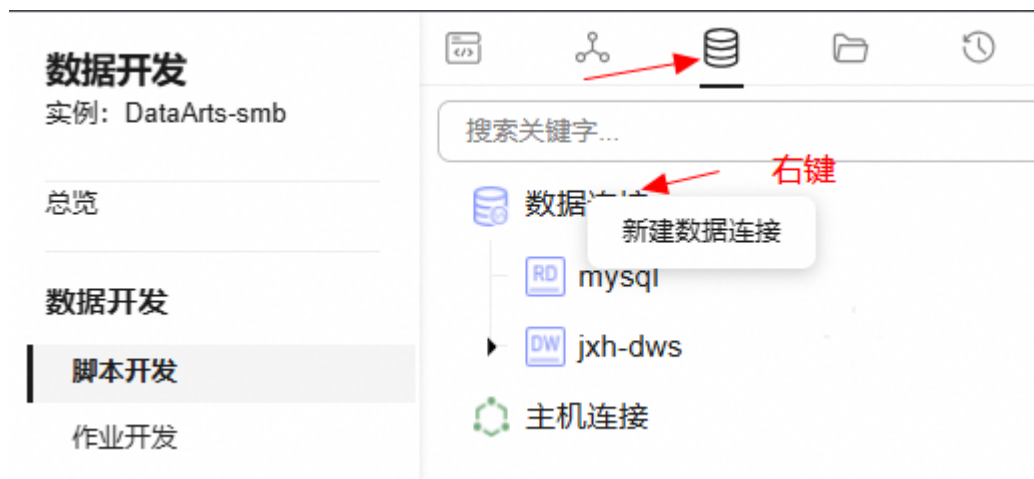 数据开发
实例：DataArts-smb
总览
数据开发
脚本开发
作业开发
搜索关键字...
右键
数据连接
新建数据连接
RD mysql
DW jxh-dws
主机连接